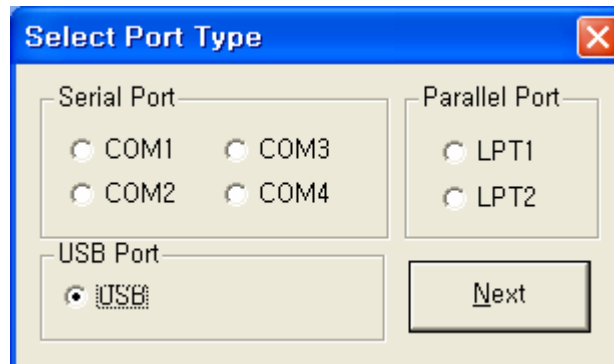 Select Port Type
Serial Port
COM1 COM3
COM2 COM4
Parallel Port
LPT1
LPT2
USB Port
USB
Next